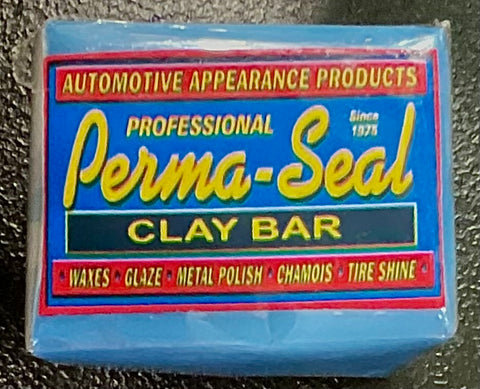 AUTOMOTIVE APPEARANCE PRODUCTS
PROFESSIONAL
Since
1975
Perma-Seal
CLAY BAR
WAXES GLAZE METAL POLISH CHAMOIS TIRE SHINE